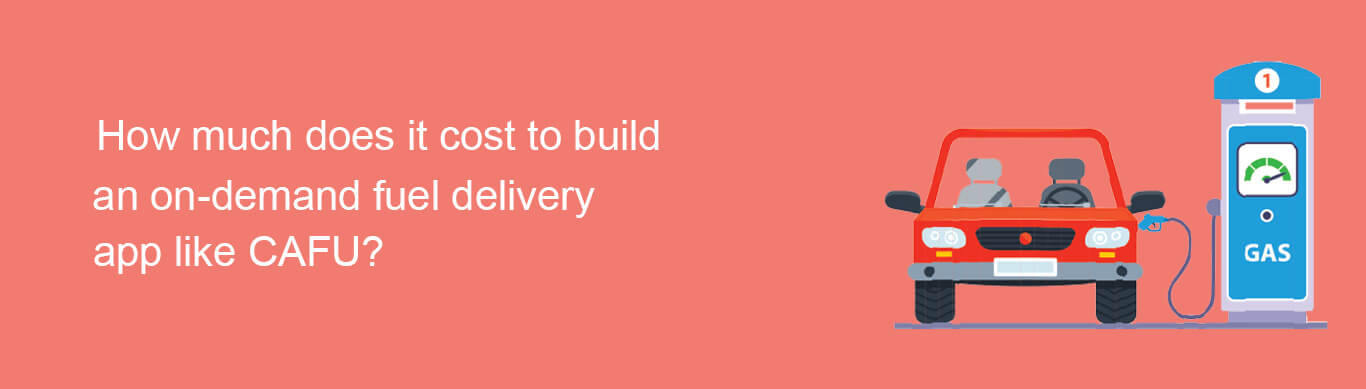 How much does it cost to build
an on-demand fuel delivery
app like CAFU?
1
GAS